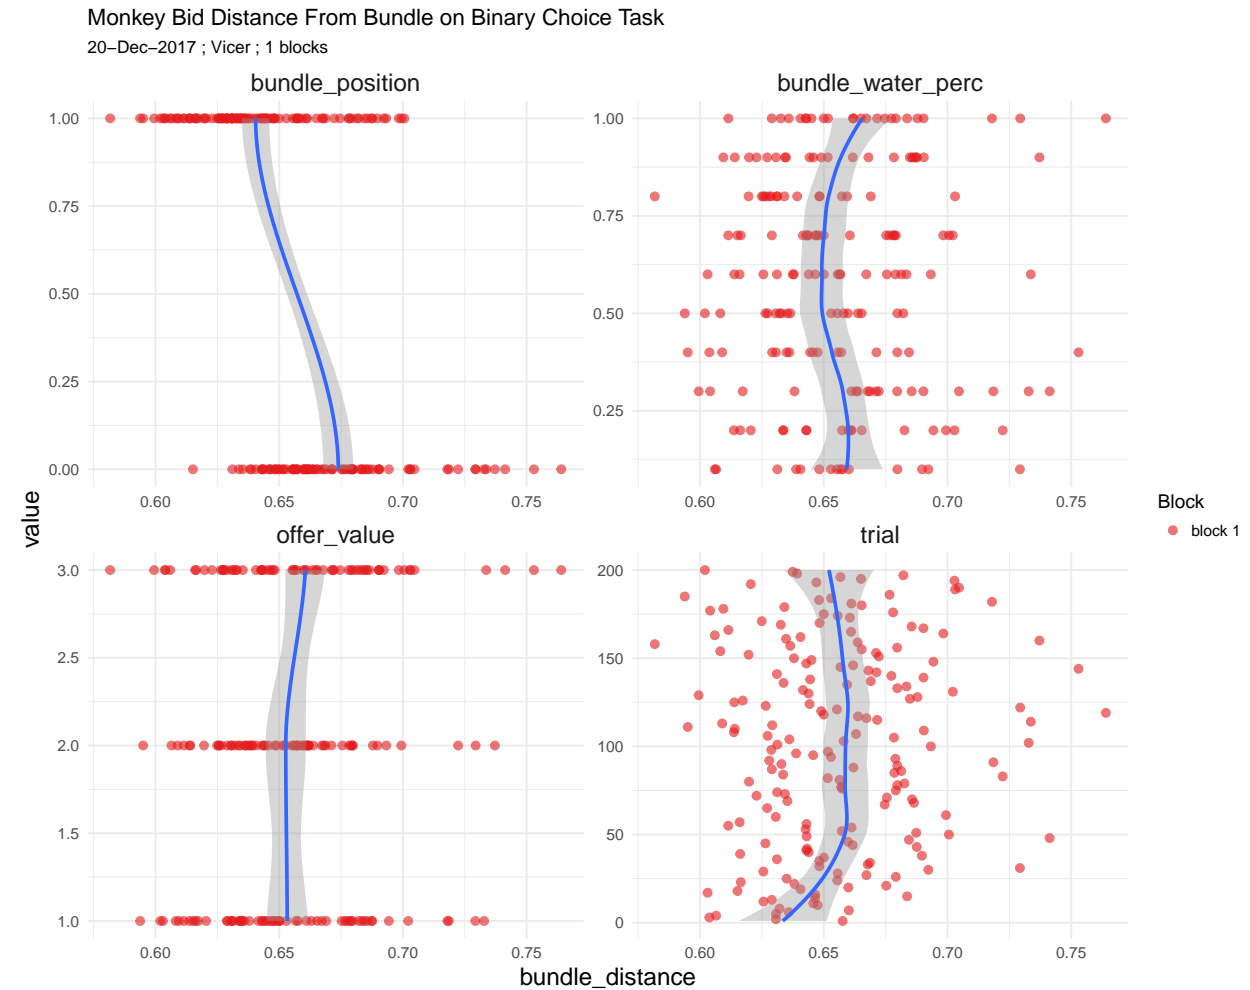 Monkey Bid Distance From Bundle on Binary Choice Task
20−Dec−2017 ; Vicer ; 1 blocks
bundle_position
bundle_water_perc
1.00
0.75
0.50
0.25
0.00
0.60 0.65 0.70 0.75
1.00
0.75
0.50
0.25
0.60 0.65 0.70 0.75
offer_value
trial
3.0
2.5
2.0
1.5
1.0
0.60 0.65 0.70 0.75
200
150
100
50
0
0.60 0.65 0.70 0.75
value
bundle_distance
Block
block 1